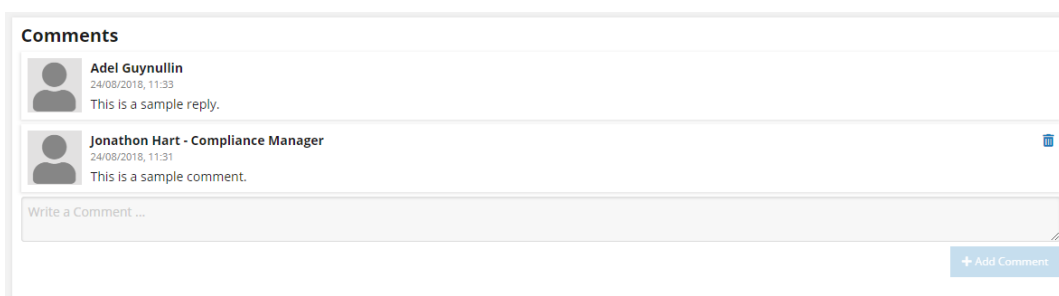 Comments
Adel Guynullin
24/08/2018, 11:33
This is a sample reply.
Jonathon Hart - Compliance Manager
24/08/2018, 11:31
This is a sample comment.
Write a Comment ...
+ Add Comment